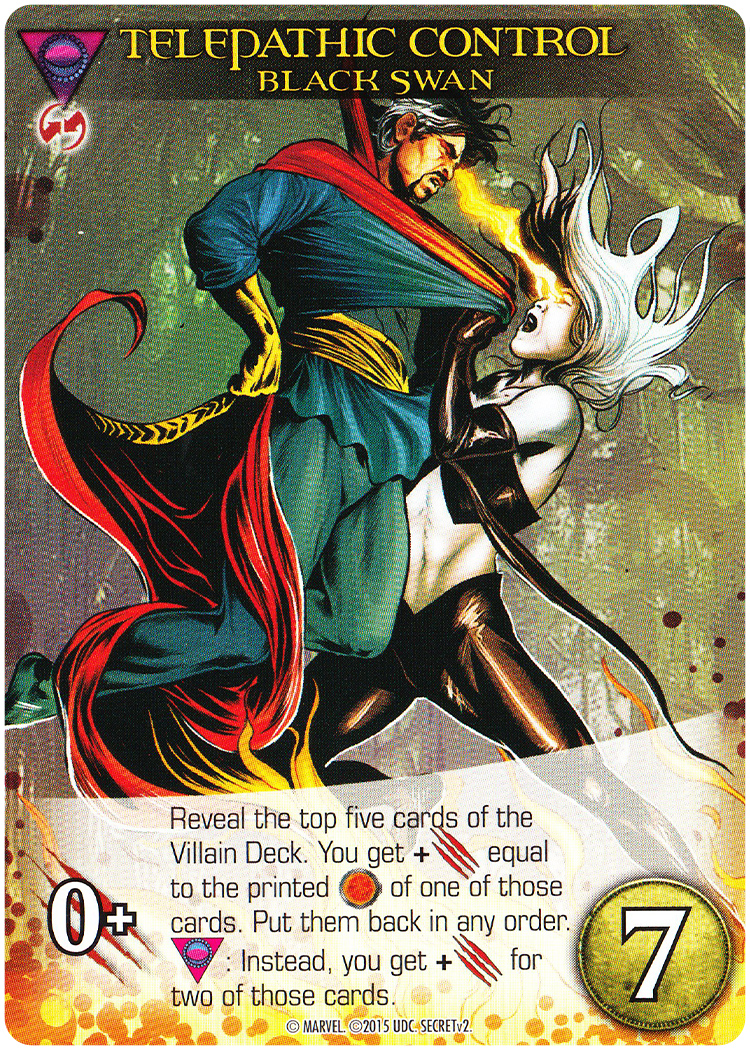 TELEPATHIC CONTROL
BLACK SWAN
Reveal the top five cards of the
Villain Deck. You get + equal
to the printed of one of those
cards. Put them back in any order.
: Instead, you get + for
two of those cards.
0+
7
© MARVEL. ©2015 UDC. SECRETv2.